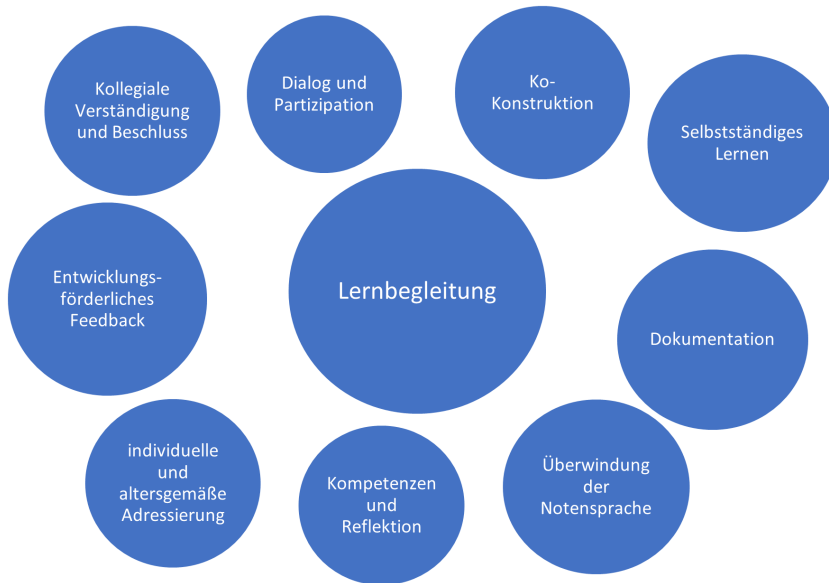 Kollegiale
Verständigung
und Beschluss
Dialog und
Partizipation
Ko-
Konstruktion
Selbstständiges
Lernen
Entwicklungs-
förderliches
Feedback
Lernbegleitung
Dokumentation
individuelle
und
altersgemäße
Adressierung
Kompetenzen
und
Reflektion
Überwindung
der
Notensprache